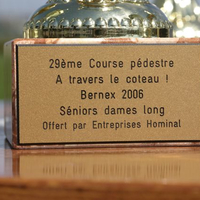 29ème Course pédestre
A travers le coteau !
Bernex 2006
Séniors dames long
Offert par Entreprises Hominal